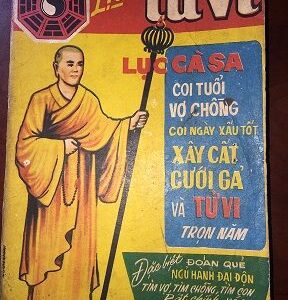 tử vi
LỤC CÀ SA
COI TUỔI
VỢ CHỒNG
COI NGÀY XẤU TỐT
XÂY CẤT
CƯỚI GẢ
VÀ TỬ VI
TRỌN NĂM
Đặc biệt ĐOÁN QUẺ
NGŨ HÀNH ĐẠI ĐỘN
TÌM VỢ, TÌM CHỒNG, TÌM CON